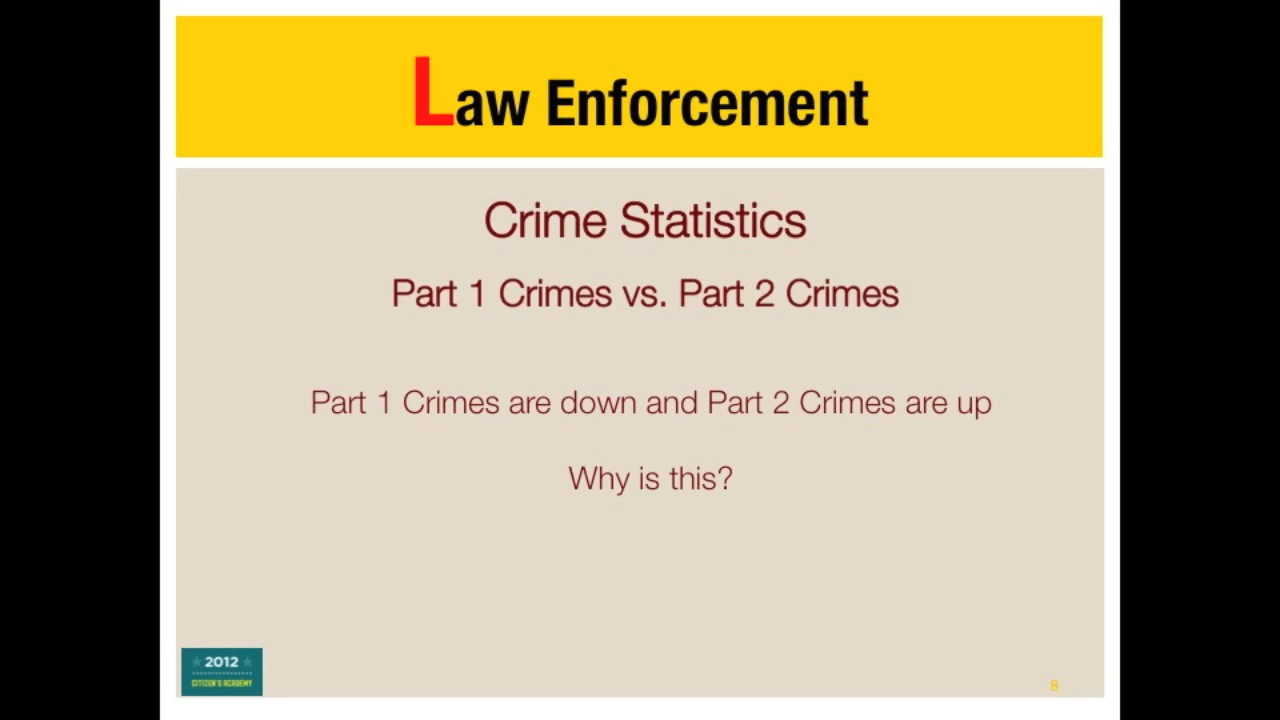 Law Enforcement
Crime Statistics
Part 1 Crimes vs. Part 2 Crimes
Part 1 Crimes are down and Part 2 Crimes are up
Why is this?
2012
CITIZEN'S ACADEMY
8